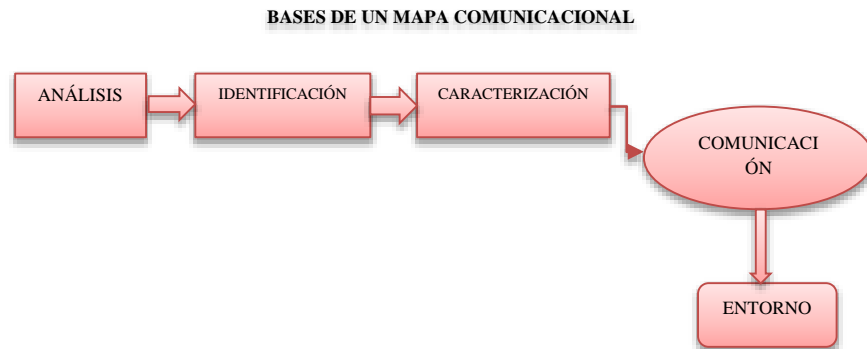 BASES DE UN MAPA COMUNICACIONAL
ANÁLISIS
IDENTIFICACIÓN
CARACTERIZACIÓN
COMUNICACI
ÓN
ENTORNO